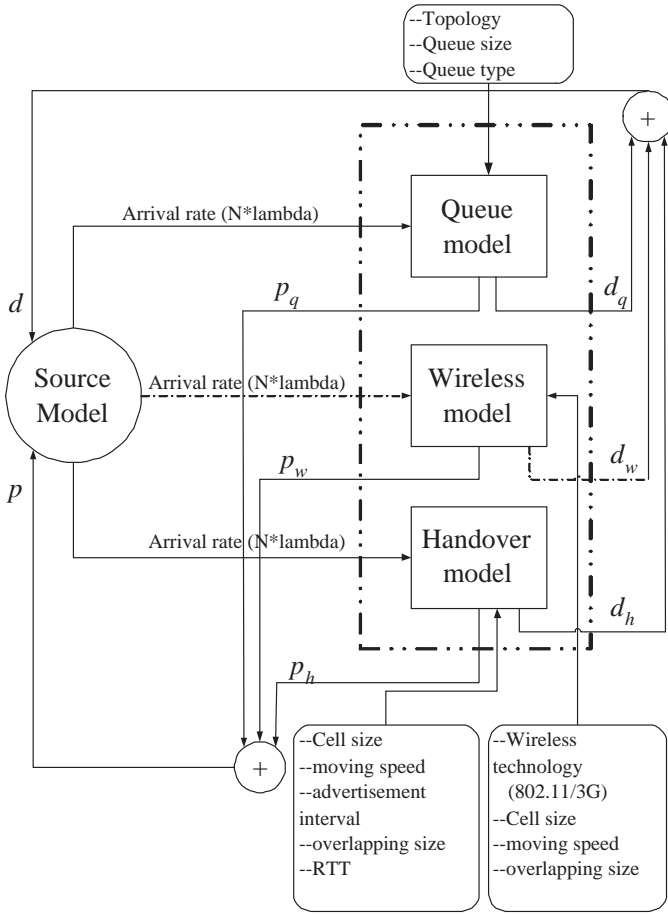 --Topology
--Queue size
--Queue type
+
Queue
model
Arrival rate (N*lambda)
p_q
d_q
d
Source
Model
Arrival rate (N*lambda)
Wireless
model
p_w
d_w
p
Arrival rate (N*lambda)
Handover
model
d_h
p_h
+
--Cell size
--moving speed
--advertisement
interval
--overlapping size
--RTT
--Wireless
technology
(802.11/3G)
--Cell size
--moving speed
--overlapping size